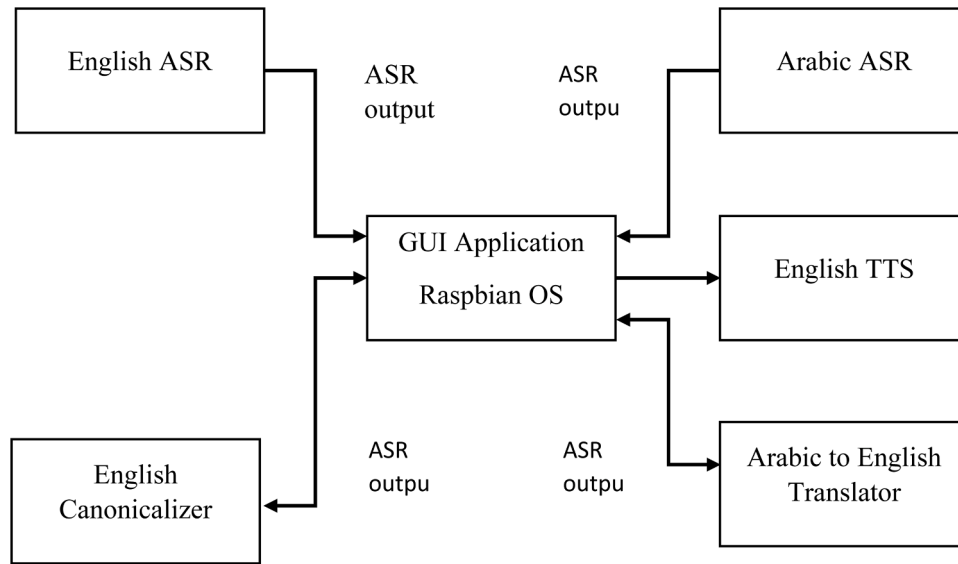 English ASR
ASR
output
ASR
outpu
Arabic ASR
GUI Application
Raspbian OS
English TTS
English
Canonicalizer
ASR
outpu
ASR
outpu
Arabic to English
Translator